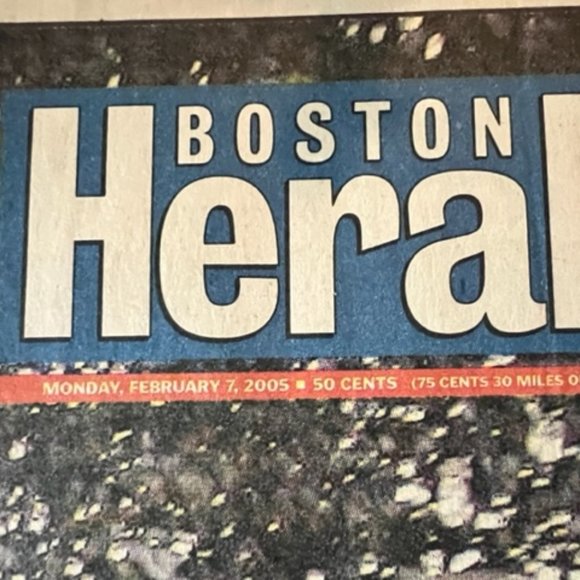 BOSTON
Hera
MONDAY, FEBRUARY 7, 2005 ▪ 50 CENTS (75 CENTS 30 MILES O